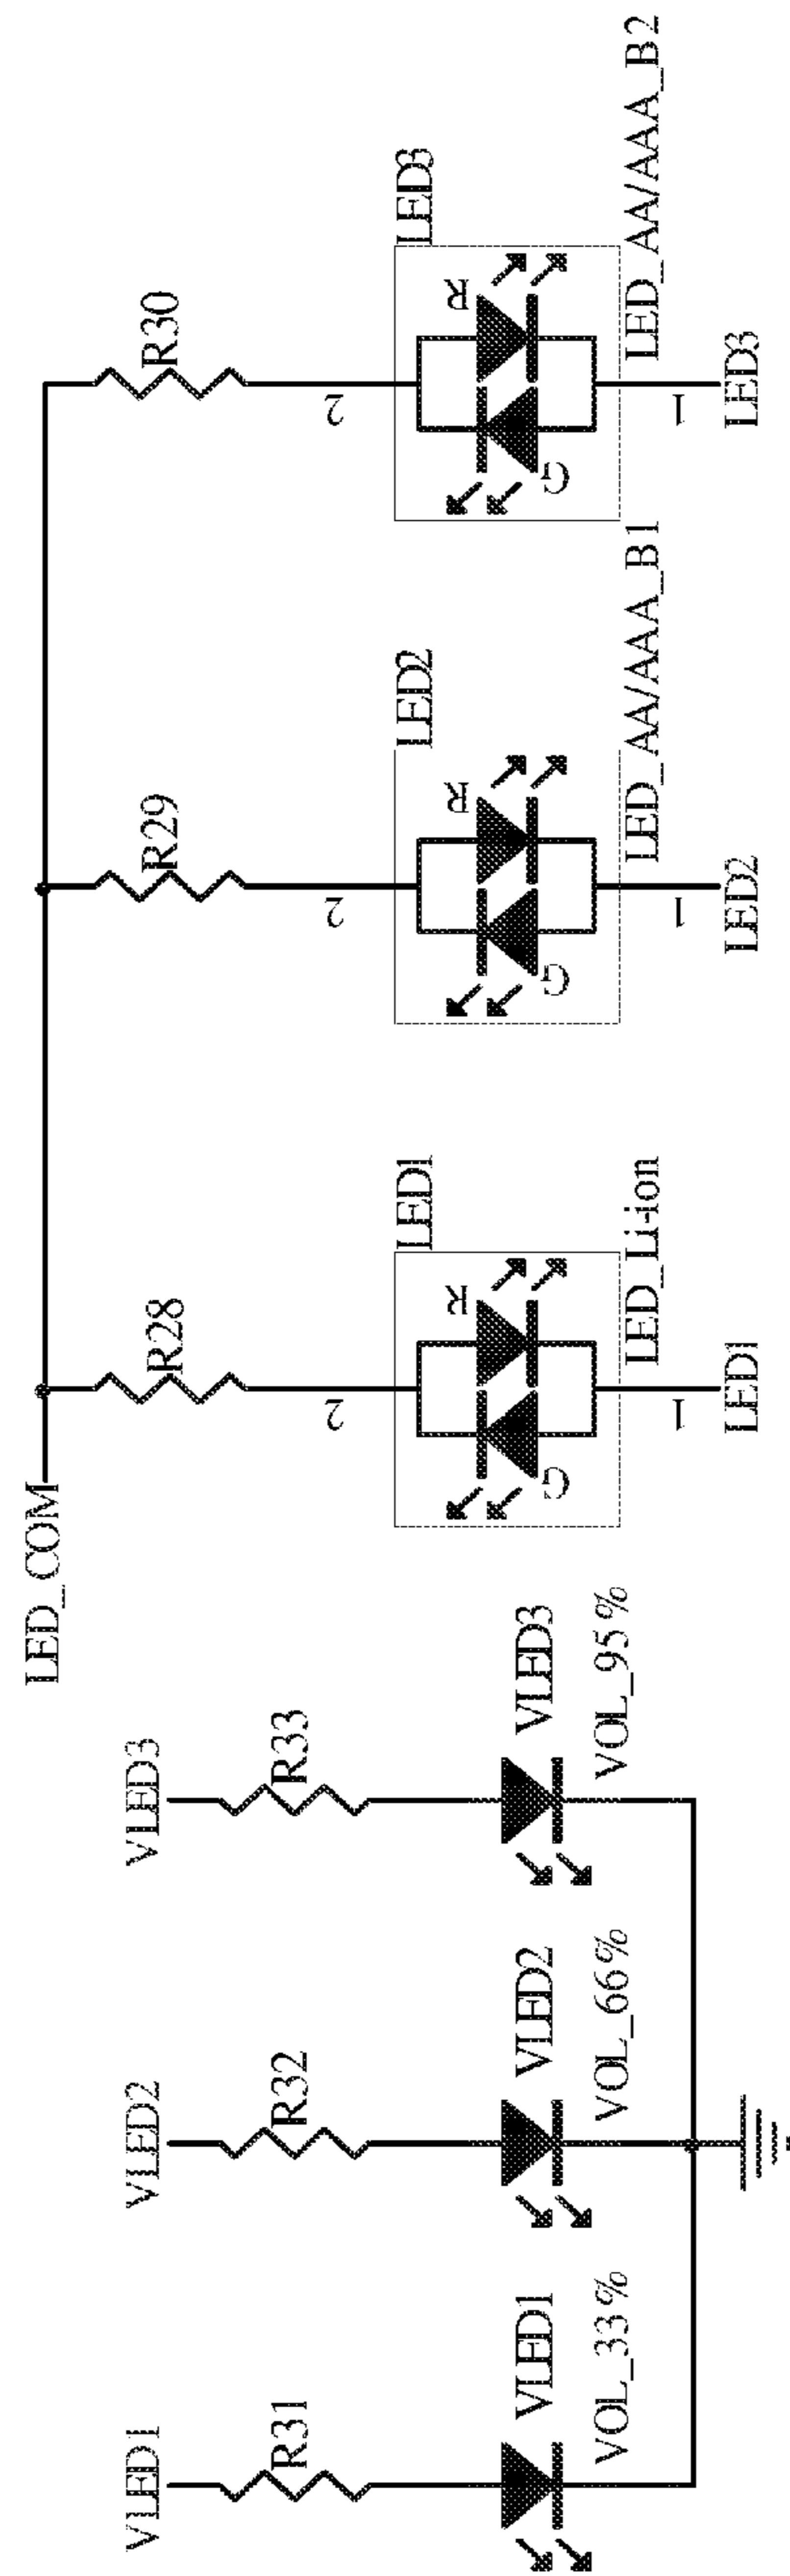 LED_COM
R28
R29
R30
2
2
2
LED1
LED2
LED3
R
G
R
G
R
G
LED_Li-ion
LED_AA/AAA_B1
LED_AA/AAA_B2
1
1
1
LED1
LED2
LED3
VLED1
VLED2
VLED3
R31
R32
R33
VLED1
VLED2
VLED3
VOL_33%
VOL_66%
VOL_95%